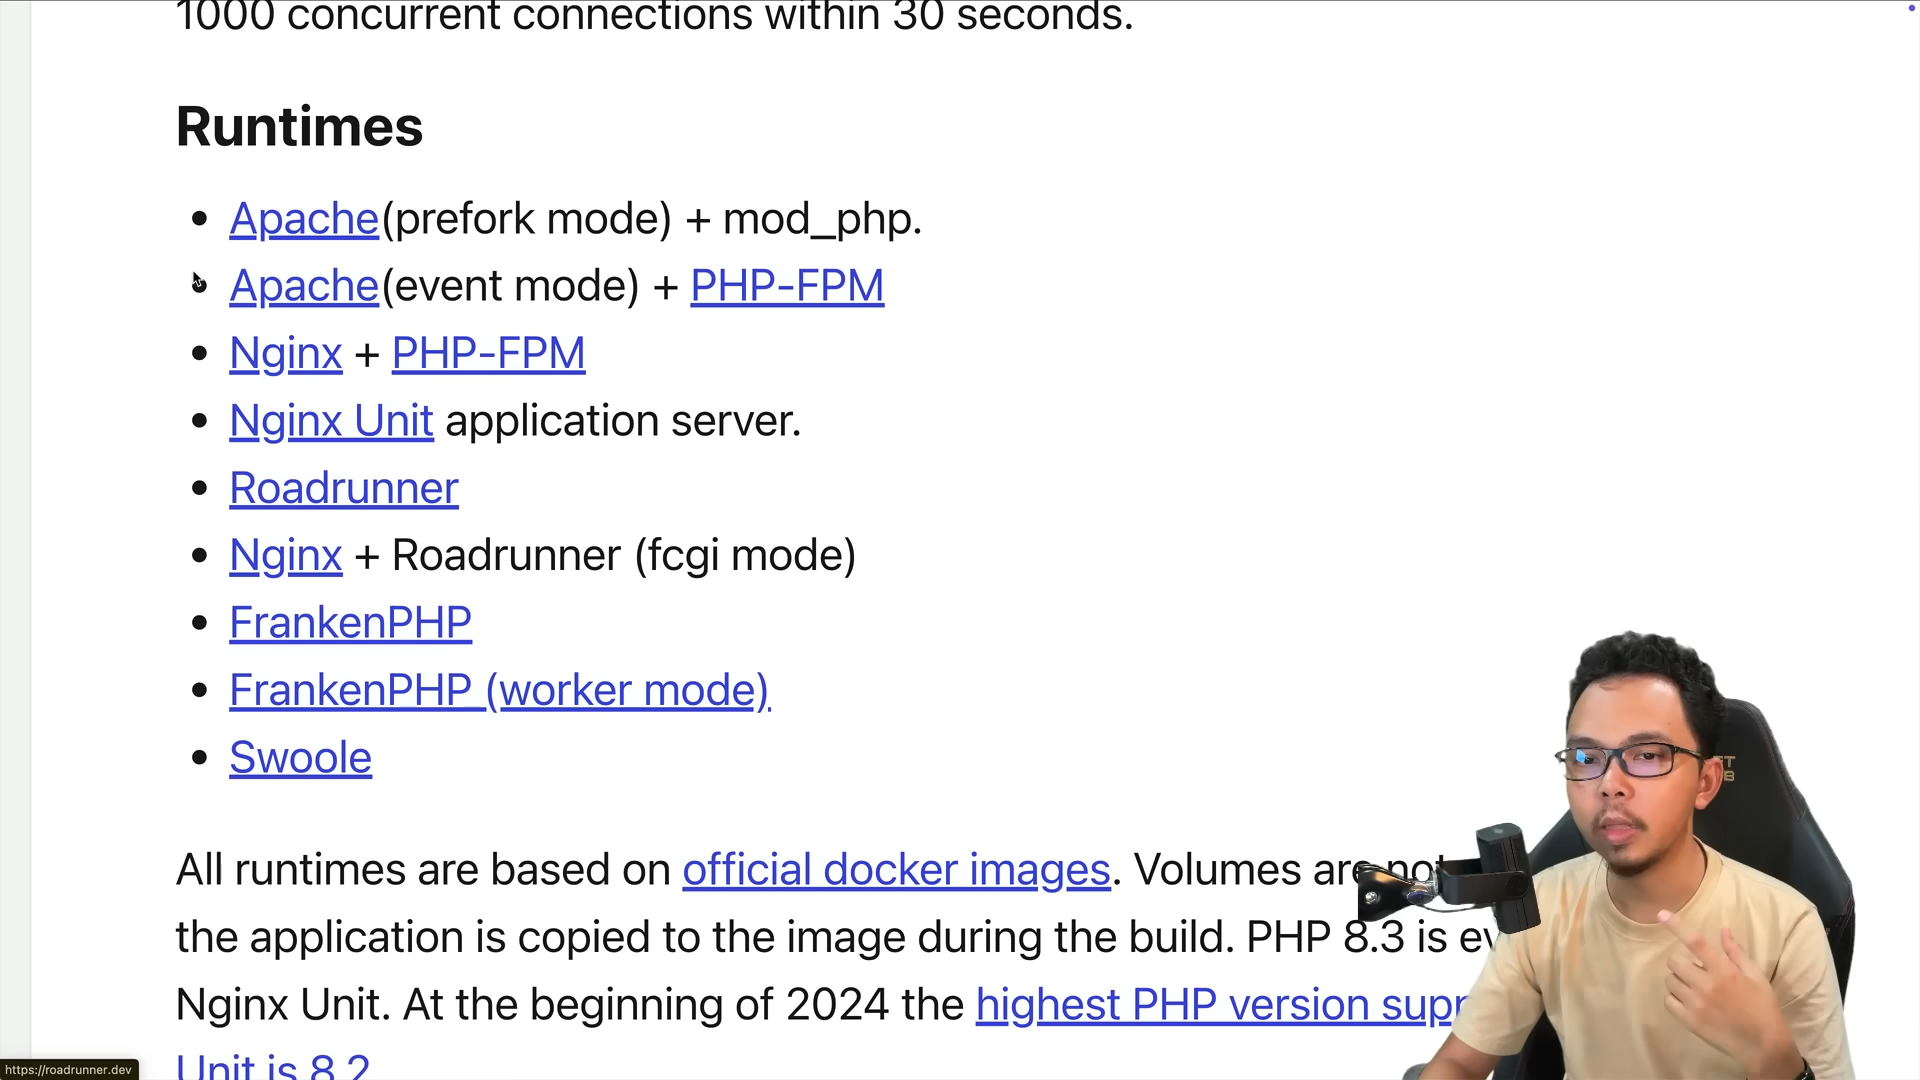 1000 concurrent connections within 30 seconds.
Runtimes
Apache(prefork mode) + mod_php.
Apache(event mode) + PHP-FPM
Nginx + PHP-FPM
Nginx Unit application server.
Roadrunner
Nginx + Roadrunner (fcgi mode)
FrankenPHP
FrankenPHP (worker mode).
Swoole
All runtimes are based on official docker images. Volumes are not
the application is copied to the image during the build. PHP 8.3 is
Nginx Unit. At the beginning of 2024 the highest PHP version
Unit is 8.2
https://roadrunner.dev